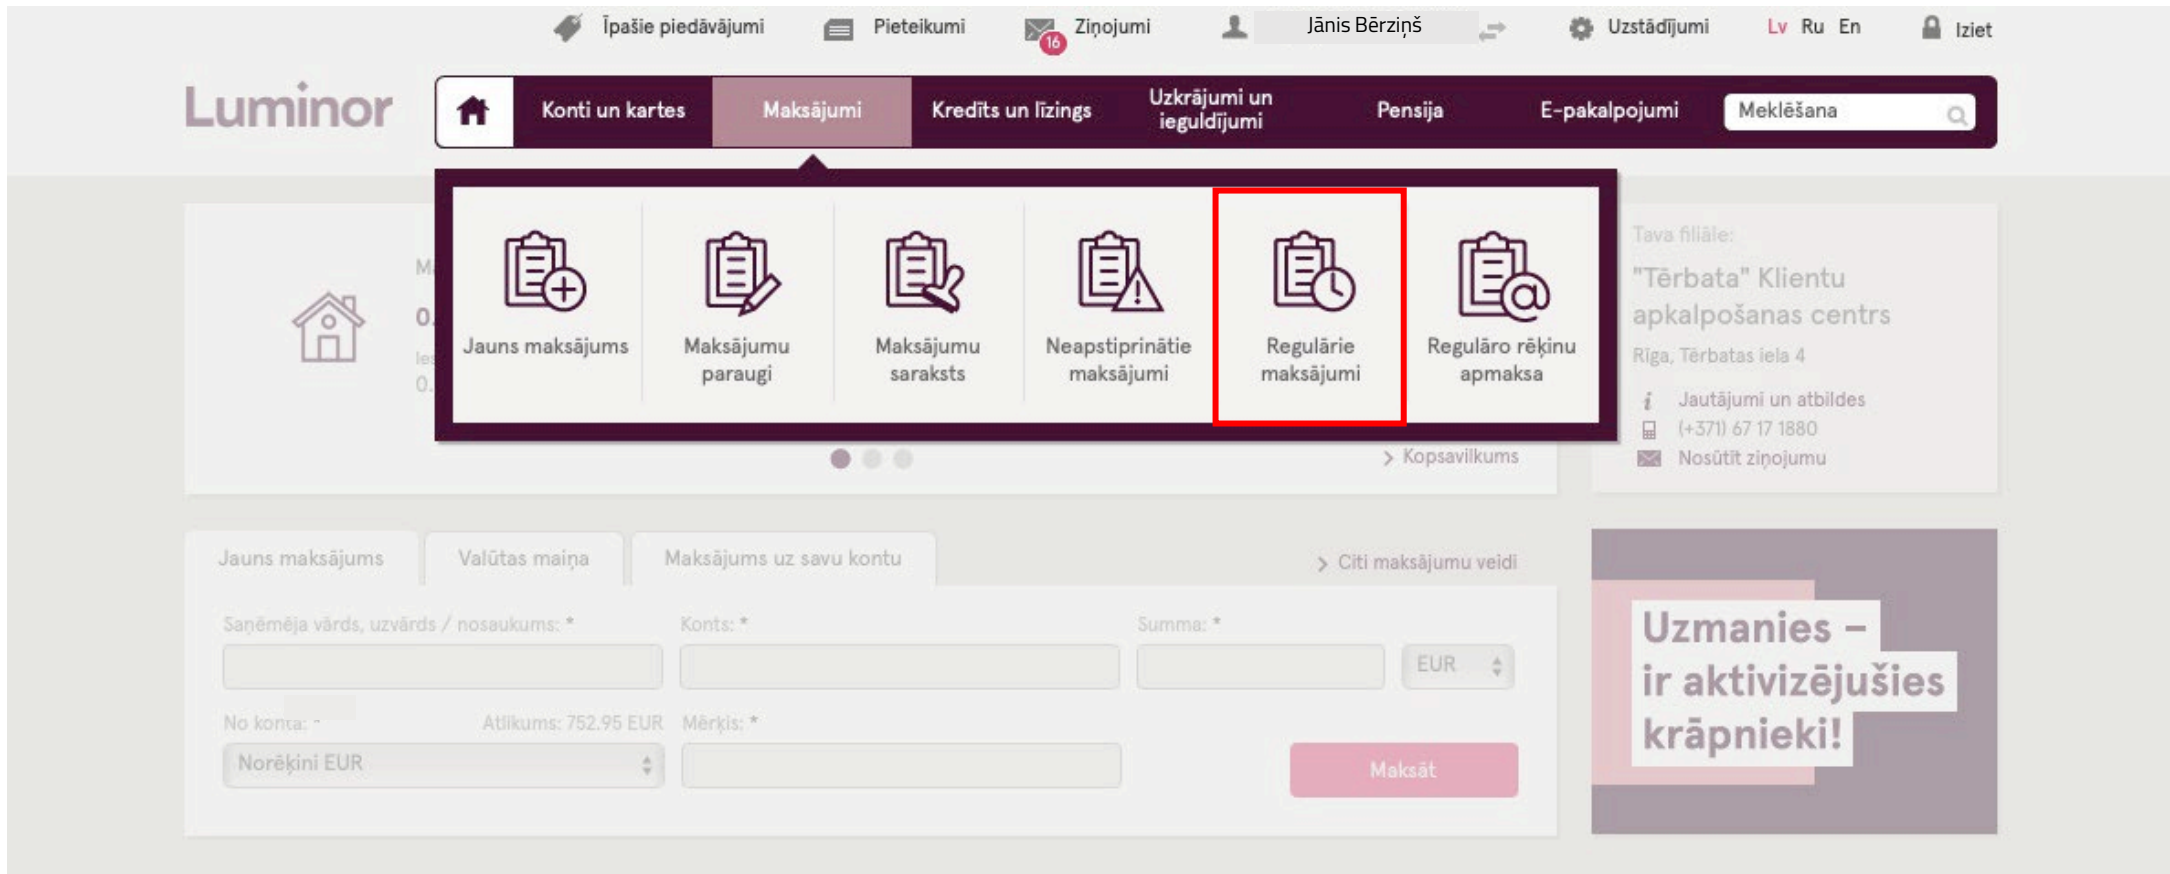 Īpašie piedāvājumi
Pieteikumi
16
Ziņojumi
Jānis Bērziņš
Uzstādījumi
Lv Ru En
Iziet
Luminor
Konti un kartes
Maksājumi
Kredīts un līzings
Uzkrājumi un
ieguldījumi
Pensija
E-pakalpojumi
Meklēšana
Jauns maksājums
Maksājumu
paraugi
Maksājumu
saraksts
Neapstiprinātie
maksājumi
Regulārie
maksājumi
Regulāro rēķinu
apmaksa
Tava filiāle:
"Tērbata" Klientu
apkalpošanas centrs
Rīga, Tērbatas iela 4
Jautājumi un atbildes
(+371) 67 17 1880
Nosūtīt ziņojumu
Kopsavilkums
Jauns maksājums
Valūtas maiņa
Maksājums uz savu kontu
Citi maksājumu veidi
Saņēmēja vārds, uzvārds / nosaukums: *
Konts: *
Summa: *
EUR
No konta:
Atlikums: 752.95 EUR
Mērķis: *
Norēķini EUR
Maksāt
Uzmanies –
ir aktivizējušies
krāpnieki!